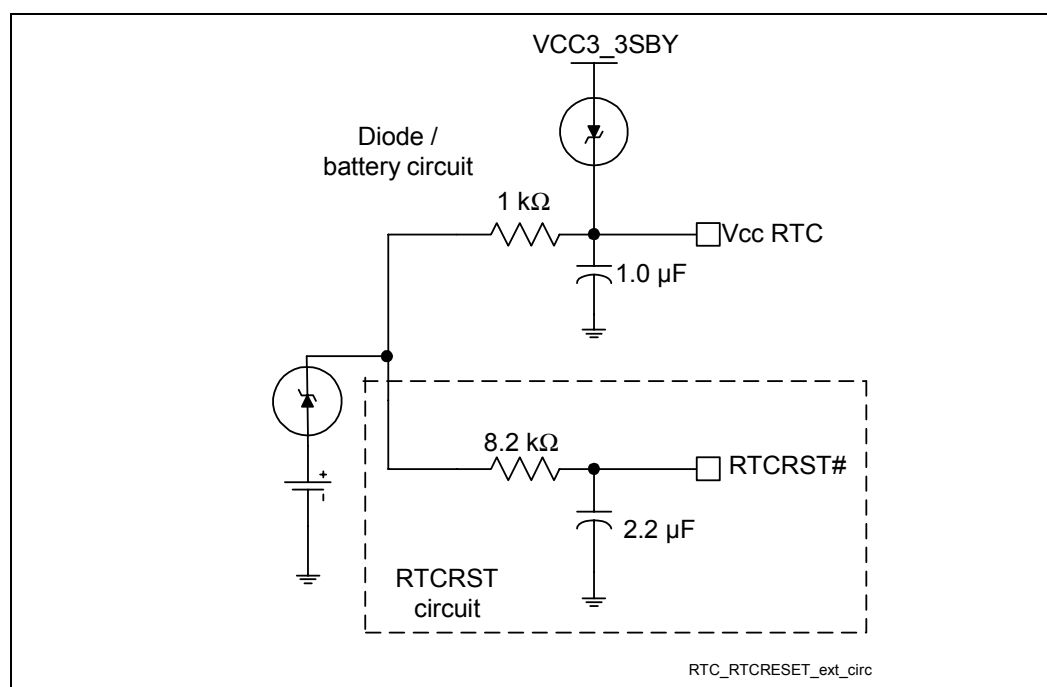 VCC3_3SBY
Diode /
battery circuit
1 kΩ
Vcc RTC
1.0 µF
8.2 kΩ
RTCRST#
+
-
2.2 µF
RTCRST
circuit
RTC_RTCRESET_ext_circ